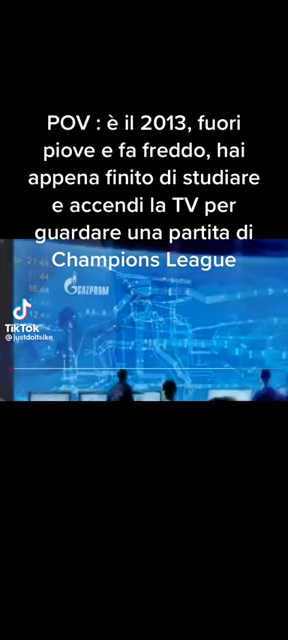 POV : è il 2013, fuori
piove e fa freddo, hai
appena finito di studiare
e accendi la TV per
guardare una partita di
Champions League
GAZPROM
TikTok
@justdoitsike